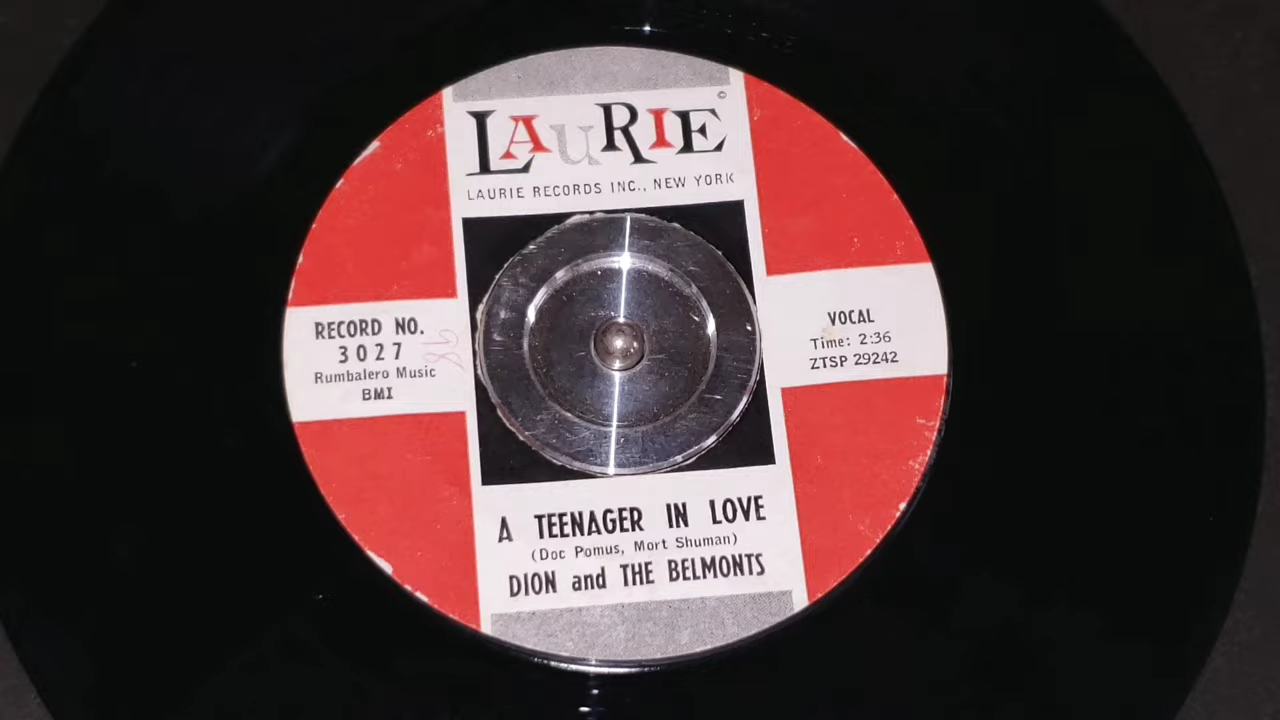 LAURIE ©
LAURIE RECORDS INC., NEW YORK
RECORD NO.
3027
Rumbalero Music
BMI
98
VOCAL
Time: 2:36
ZTSP 29242
A TEENAGER IN LOVE
(Doc Pomus, Mort Shuman)
DION and THE BELMONTS